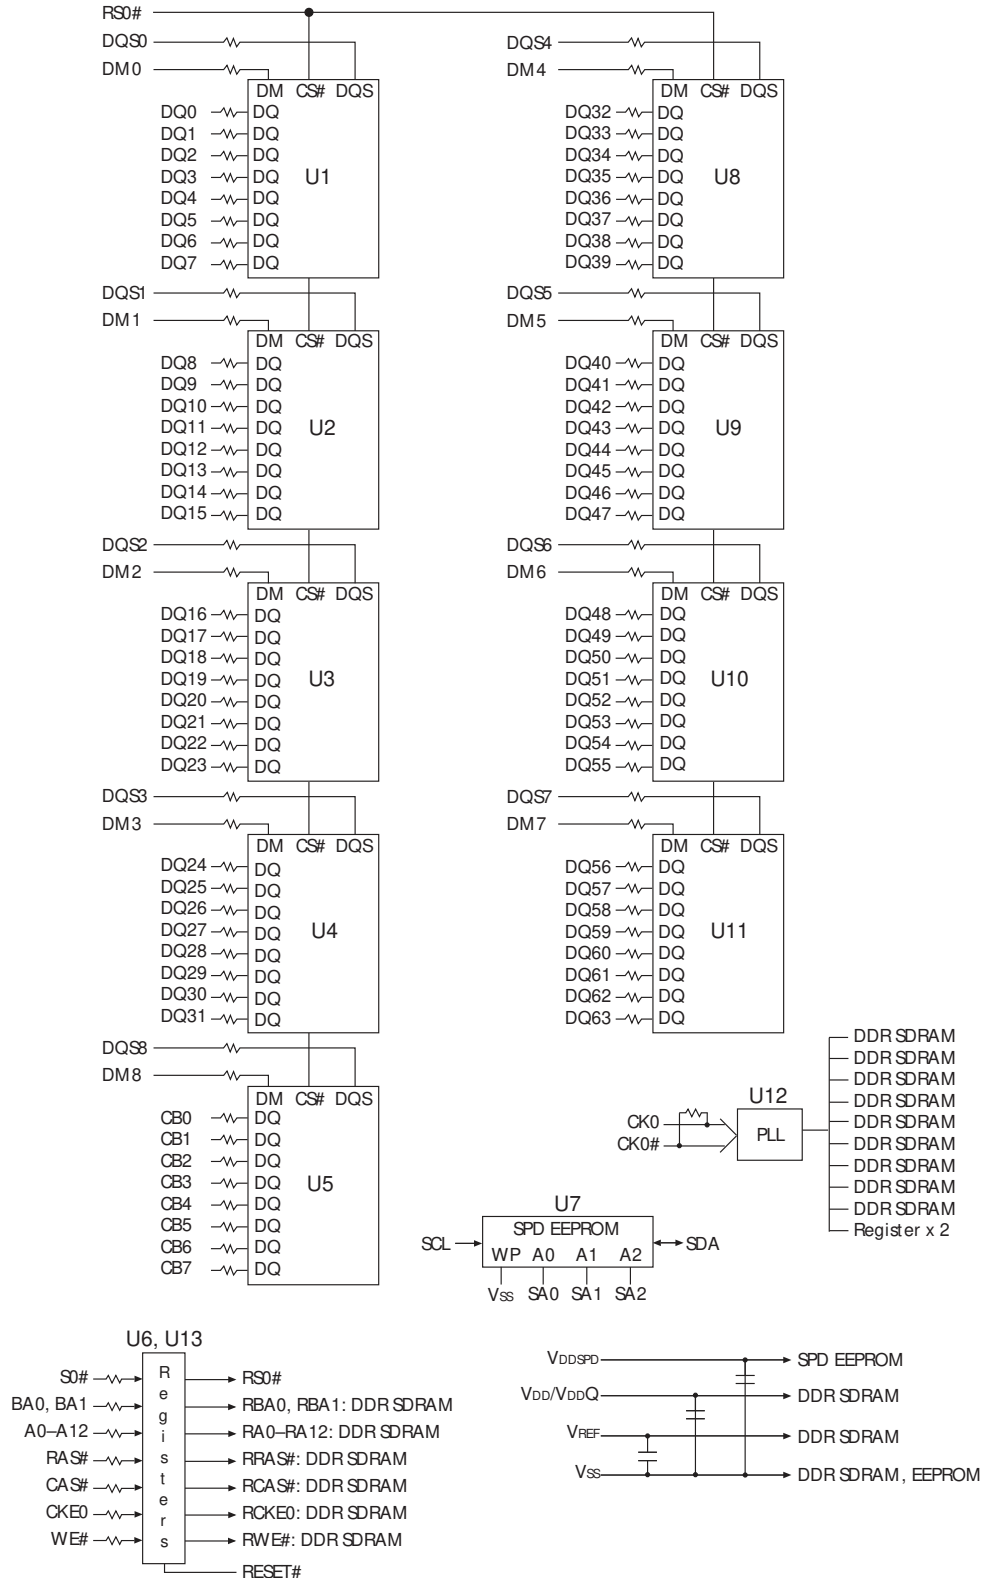 RS0#
DQS0
DM0
DM CS# DQS
DQ0 DQ
DQ1 DQ
DQ2 DQ
DQ3 DQ
U1
DQ4 DQ
DQ5 DQ
DQ6 DQ
DQ7 DQ
DQS1
DM1
DM CS# DQS
DQ8 DQ
DQ9 DQ
DQ10 DQ
DQ11 DQ
U2
DQ12 DQ
DQ13 DQ
DQ14 DQ
DQ15 DQ
DQS2
DM2
DM CS# DQS
DQ16 DQ
DQ17 DQ
DQ18 DQ
DQ19 DQ
U3
DQ20 DQ
DQ21 DQ
DQ22 DQ
DQ23 DQ
DQS3
DM3
DM CS# DQS
DQ24 DQ
DQ25 DQ
DQ26 DQ
DQ27 DQ
U4
DQ28 DQ
DQ29 DQ
DQ30 DQ
DQ31 DQ
DQS8
DM8
DM CS# DQS
CB0 DQ
CB1 DQ
CB2 DQ
CB3 DQ
U5
CB4 DQ
CB5 DQ
CB6 DQ
CB7 DQ
DQS4
DM4
DM CS# DQS
DQ32 DQ
DQ33 DQ
DQ34 DQ
DQ35 DQ
U8
DQ36 DQ
DQ37 DQ
DQ38 DQ
DQ39 DQ
DQS5
DM5
DM CS# DQS
DQ40 DQ
DQ41 DQ
DQ42 DQ
DQ43 DQ
U9
DQ44 DQ
DQ45 DQ
DQ46 DQ
DQ47 DQ
DQS6
DM6
DM CS# DQS
DQ48 DQ
DQ49 DQ
DQ50 DQ
DQ51 DQ
U10
DQ52 DQ
DQ53 DQ
DQ54 DQ
DQ55 DQ
DQS7
DM7
DM CS# DQS
DQ56 DQ
DQ57 DQ
DQ58 DQ
DQ59 DQ
U11
DQ60 DQ
DQ61 DQ
DQ62 DQ
DQ63 DQ
U12
CK0
CK0#
PLL
DDR SDRAM
DDR SDRAM
DDR SDRAM
DDR SDRAM
DDR SDRAM
DDR SDRAM
DDR SDRAM
DDR SDRAM
DDR SDRAM
Register x 2
U7
SPD EEPROM
SCL
SDA
WP A0 A1 A2
VSS SA0 SA1 SA2
U6, U13
Registers
S0# RS0#
BA0, BA1 RBA0, RBA1: DDR SDRAM
A0–A12 RA0–RA12: DDR SDRAM
RAS# RRAS#: DDR SDRAM
CAS# RCAS#: DDR SDRAM
CKE0 RCKE0: DDR SDRAM
WE# RWE#: DDR SDRAM
RESET#
VDDSPD SPD EEPROM
VDD/VDDQ DDR SDRAM
VREF DDR SDRAM
VSS DDR SDRAM, EEPROM